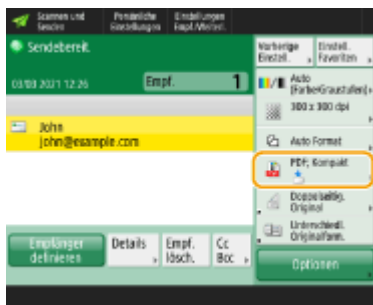 Scannen und
Senden
Persönliche
Einstellungen
Einstellungen
Empf./Weiterl.
Sendebereit.
03/03 2021 12:26
Empf.
1
John
john@example.com
Empfänger
definieren
Details
Empf.
lösch.
Cc
Bcc
Vorherige
Einstell.
Einstell.
Favoriten
Auto
(Farbe/Graustufen)
300 x 300 dpi
Auto Format
PDF; Kompakt
Doppelseitig.
Original
Unterschiedl.
Originalform.
Optionen